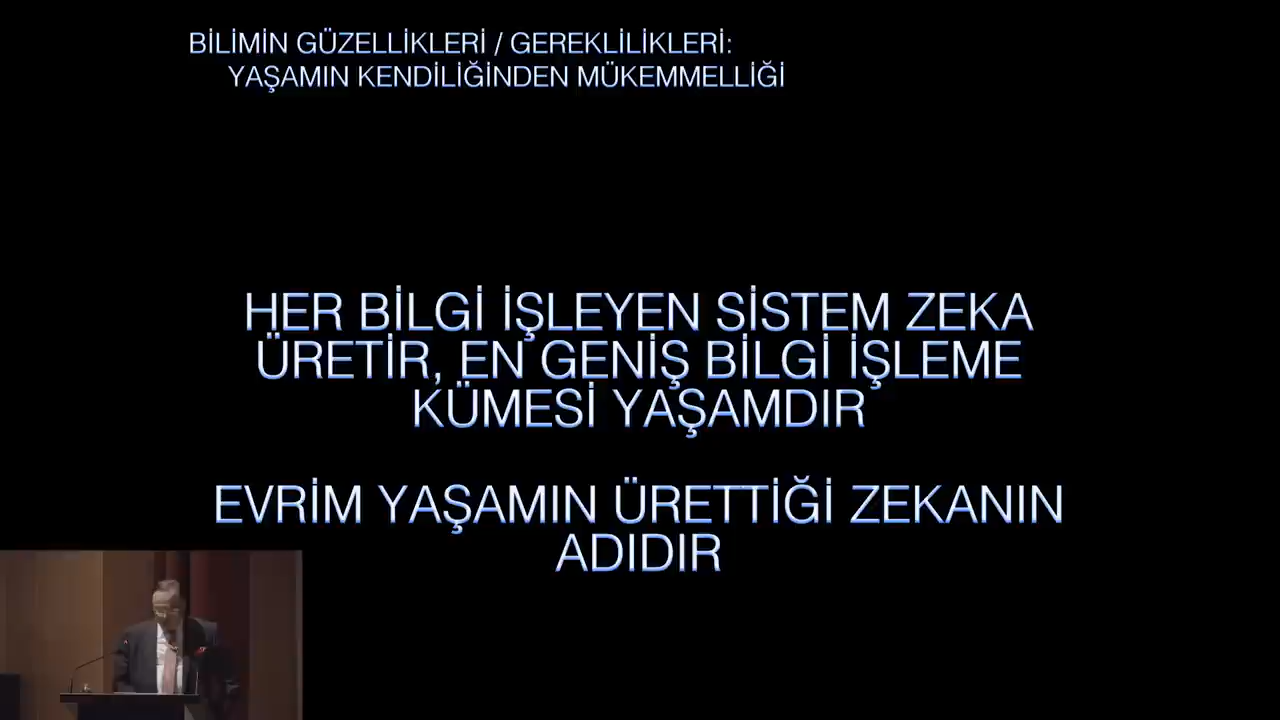 BİLİMİN GÜZELLİKLERİ / GEREKLİLİKLERİ:
YAŞAMIN KENDİLİĞİNDEN MÜKEMMELLİĞİ
HER BİLGİ İŞLEYEN SİSTEM ZEKA
ÜRETİR, EN GENİŞ BİLGİ İŞLEME
KÜMESİ YAŞAMDIR
EVRİM YAŞAMIN ÜRETTİĞİ ZEKANIN
ADIDIR